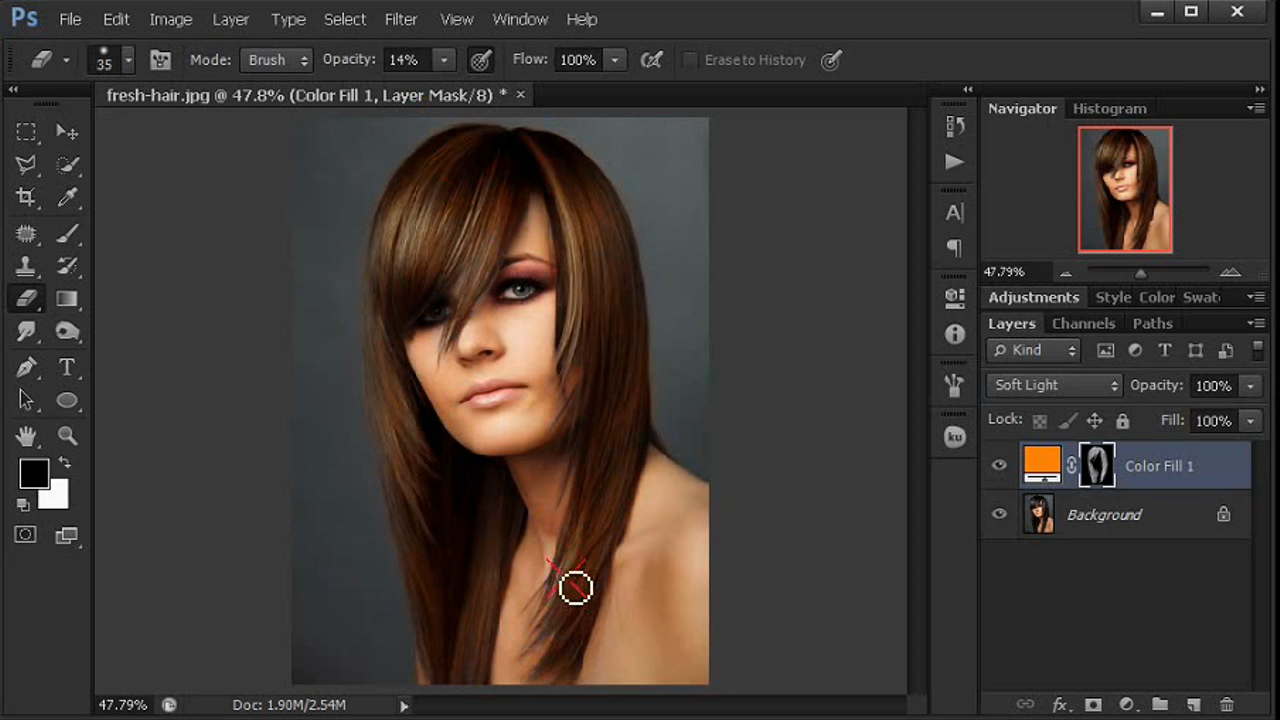 Ps File Edit Image Layer Type Select Filter View Window Help
35 Mode: Brush Opacity: 14% Flow: 100% Erase to History
fresh-hair.jpg @ 47.8% (Color Fill 1, Layer Mask/8) * ×
Navigator Histogram
47.79%
Adjustments Style Color Swat
Layers Channels Paths
Kind
Soft Light Opacity: 100%
Lock: Fill: 100%
Color Fill 1
Background
ku
47.79% Doc: 1.90M/2.54M